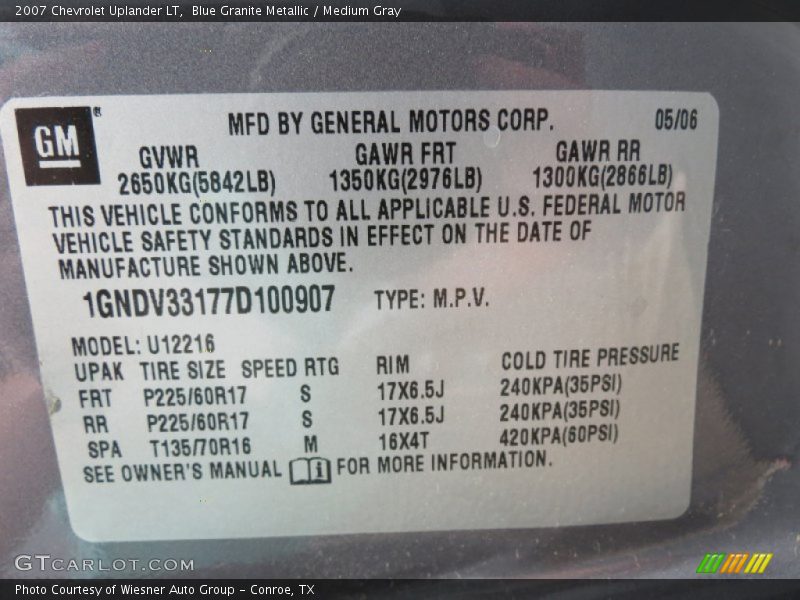 2007 Chevrolet Uplander LT,  Blue Granite Metallic / Medium Gray
GM
MFD BY GENERAL MOTORS CORP. 05/06
GVWR GAWR FRT GAWR RR
2650KG(5842LB) 1350KG(2976LB) 1300KG(2866LB)
THIS VEHICLE CONFORMS TO ALL APPLICABLE U.S. FEDERAL MOTOR
VEHICLE SAFETY STANDARDS IN EFFECT ON THE DATE OF
MANUFACTURE SHOWN ABOVE.
1GNDV33177D100907 TYPE: M.P.V.
MODEL: U12216
UPAK TIRE SIZE SPEED RTG RIM COLD TIRE PRESSURE
FRT P225/60R17 S 17X6.5J 240KPA(35PSI)
RR P225/60R17 S 17X6.5J 240KPA(35PSI)
SPA T135/70R16 M 16X4T 420KPA(60PSI)
SEE OWNER'S MANUAL i FOR MORE INFORMATION.
GTCARLOT.COM
Photo Courtesy of Wiesner Auto Group - Conroe, TX